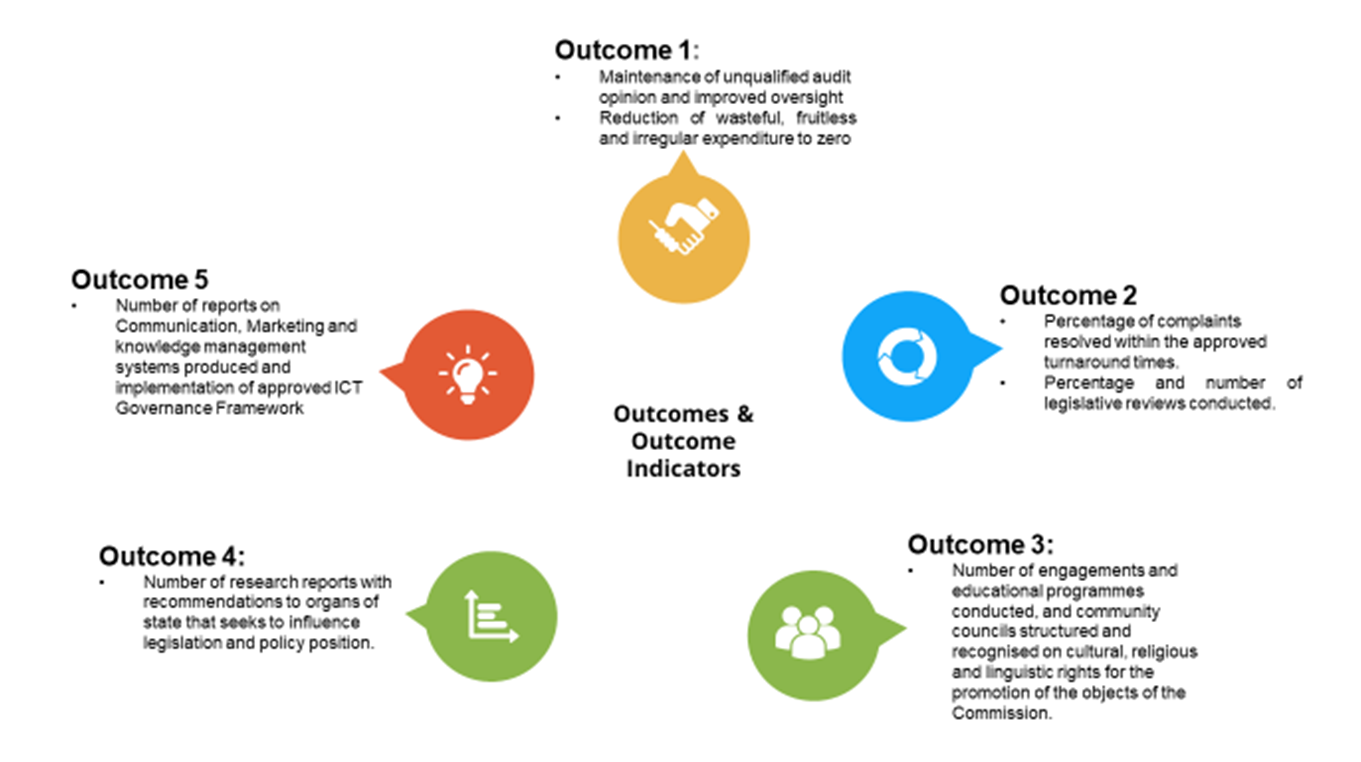 Outcome 1:
• Maintenance of unqualified audit
opinion and improved oversight
• Reduction of wasteful, fruitless
and irregular expenditure to zero
Outcome 2
• Percentage of complaints
resolved within the approved
turnaround times.
• Percentage and number of
legislative reviews conducted.
Outcome 3:
• Number of engagements and
educational programmes
conducted, and community
councils structured and
recognised on cultural, religious
and linguistic rights for the
promotion of the objects of the
Commission.
Outcome 4:
• Number of research reports with
recommendations to organs of
state that seeks to influence
legislation and policy position.
Outcome 5
• Number of reports on
Communication, Marketing and
knowledge management
systems produced and
implementation of approved ICT
Governance Framework
Outcomes &
Outcome
Indicators